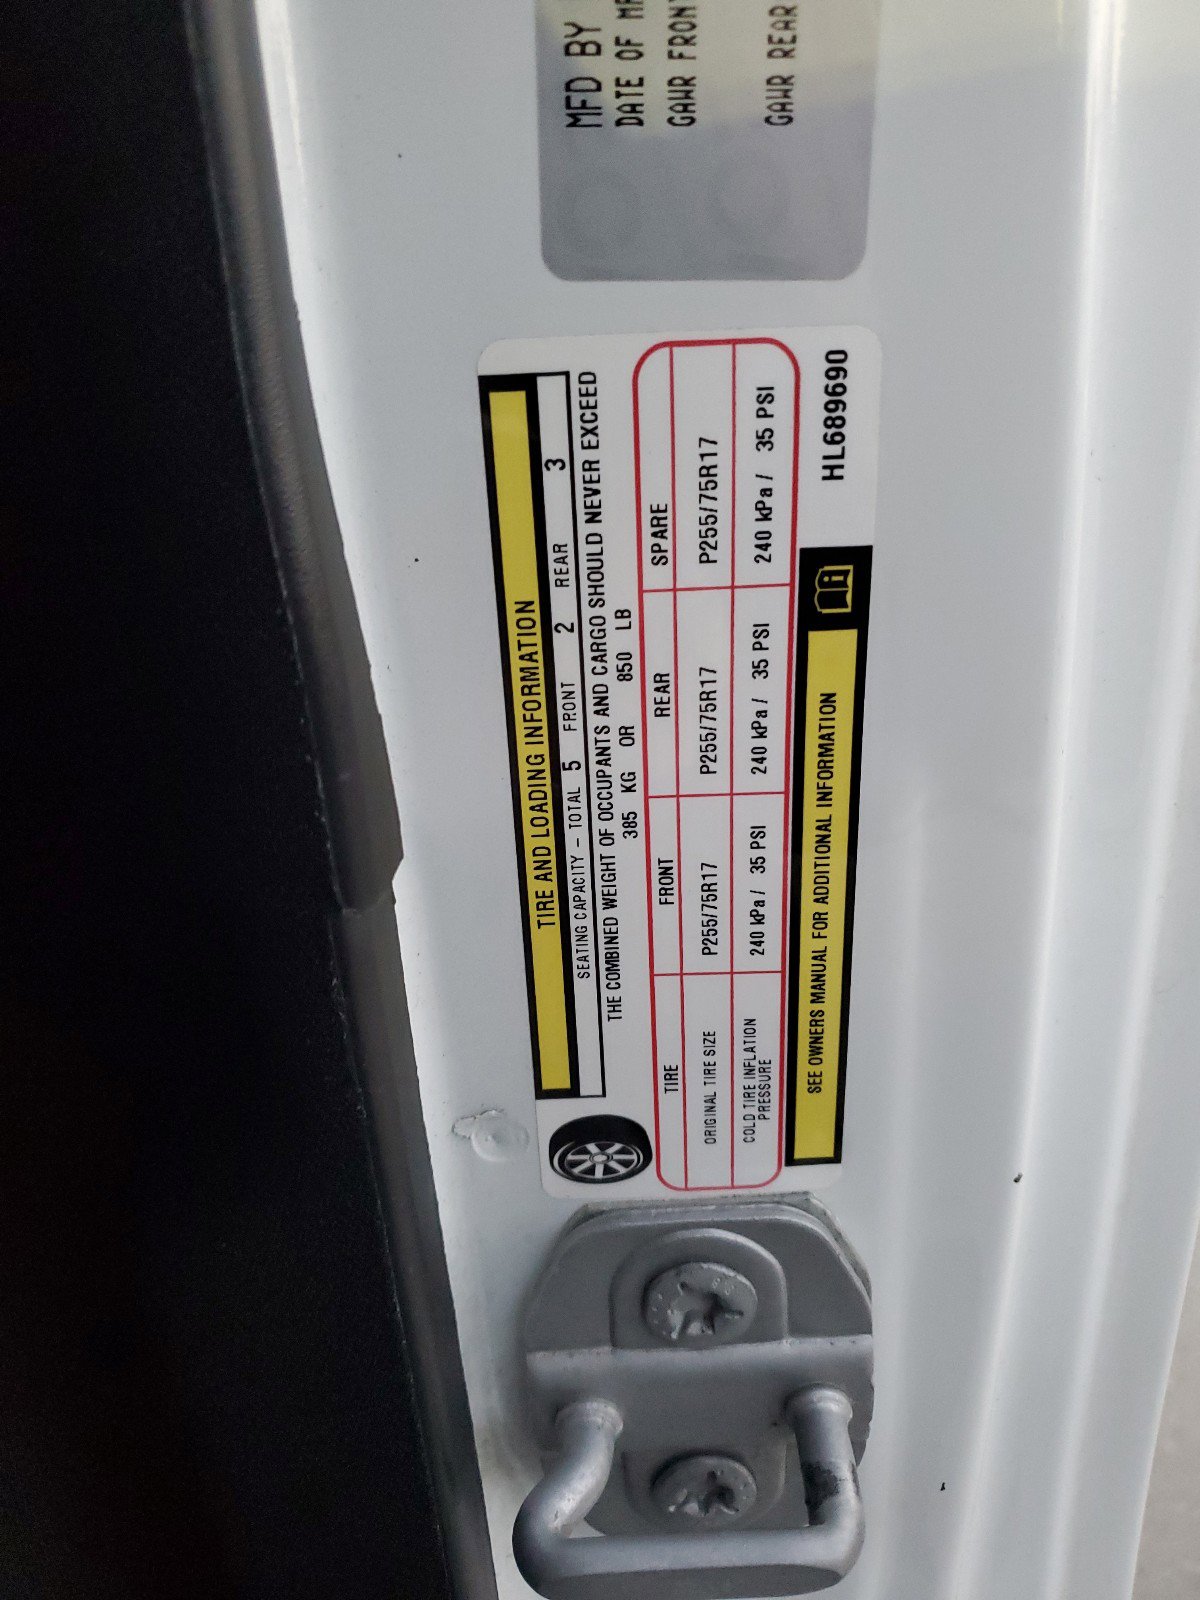 TIRE AND LOADING INFORMATION
SEATING CAPACITY – TOTAL 5 FRONT 2 REAR 3
THE COMBINED WEIGHT OF OCCUPANTS AND CARGO SHOULD NEVER EXCEED
385 KG OR 850 LB
TIRE FRONT REAR SPARE
ORIGINAL TIRE SIZE P255/75R17 P255/75R17 P255/75R17
COLD TIRE INFLATION
PRESSURE 240 kPa / 35 PSI 240 kPa / 35 PSI 240 kPa / 35 PSI
SEE OWNERS MANUAL FOR ADDITIONAL INFORMATION
HL689690
MFD BY
DATE OF
GAWR FRONT
GAWR REAR